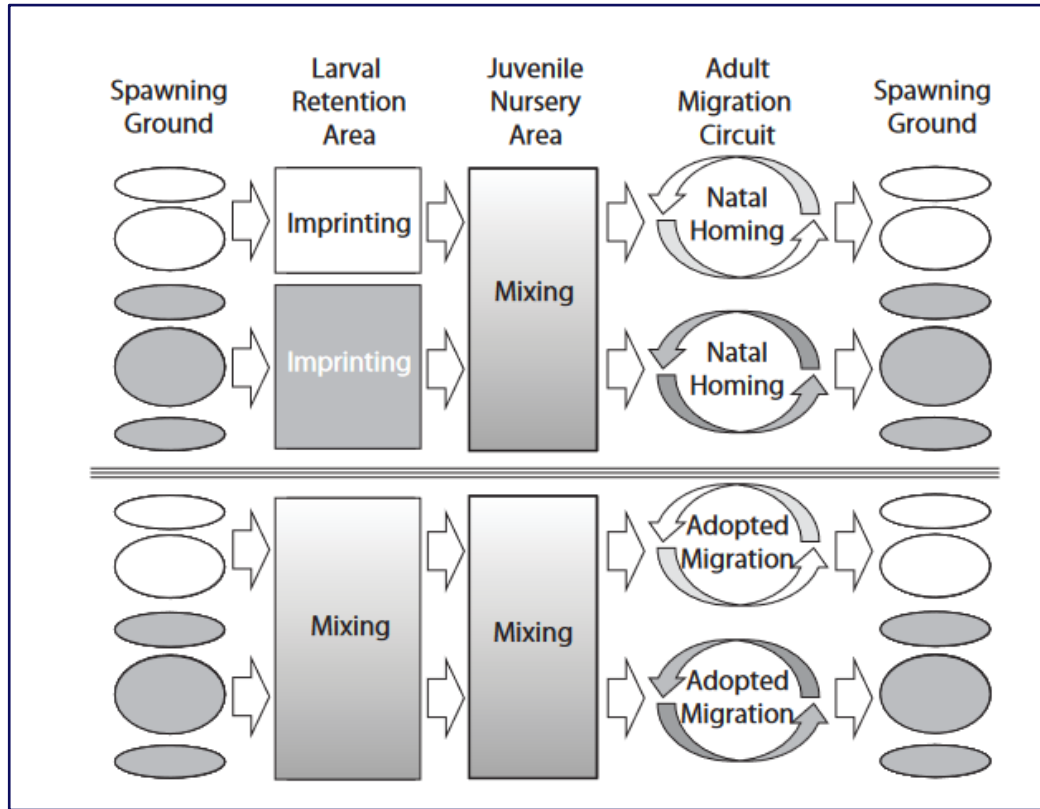 Spawning
Ground
Larval
Retention
Area
Juvenile
Nursery
Area
Adult
Migration
Circuit
Spawning
Ground
Imprinting
Mixing
Natal
Homing
Imprinting
Natal
Homing
Mixing
Mixing
Adopted
Migration
Adopted
Migration